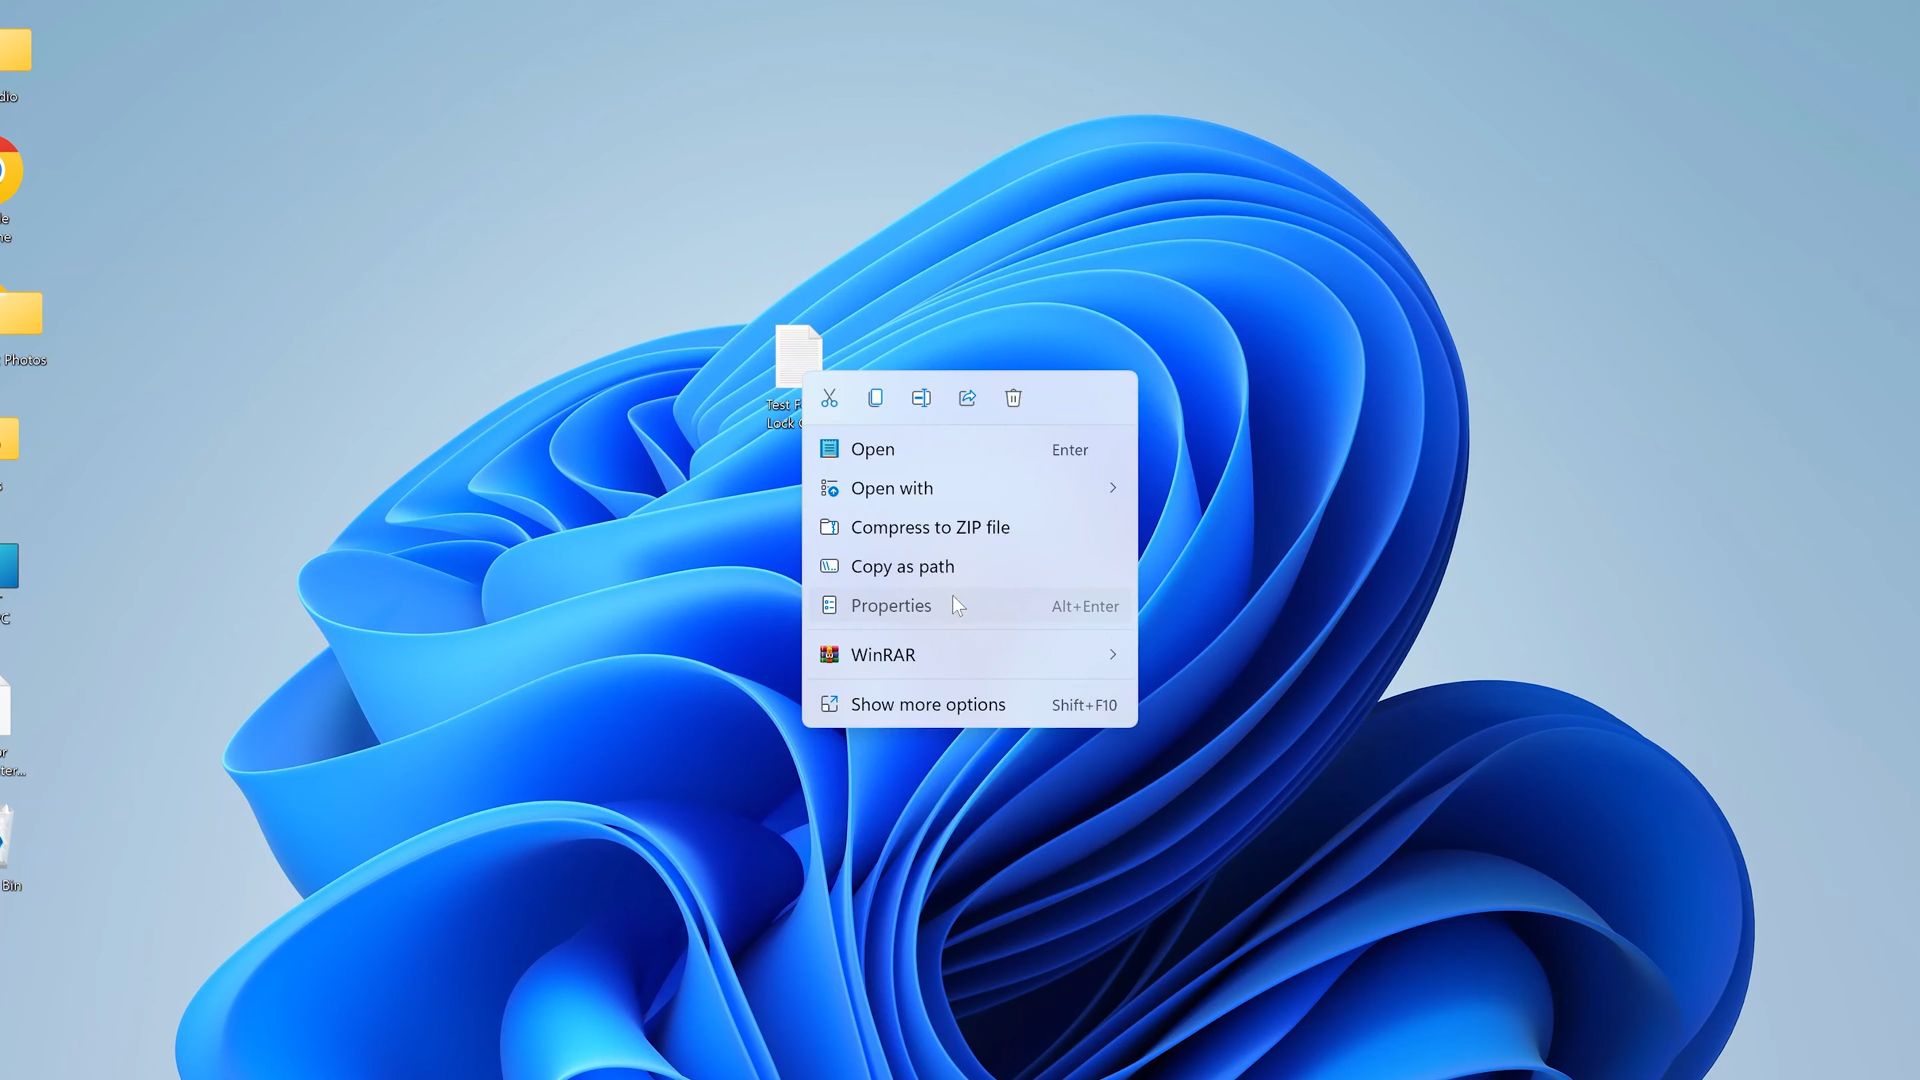 dio
Photos
Test F
Lock
Open Enter
Open with
Compress to ZIP file
Copy as path
Properties Alt+Enter
WinRAR
Show more options Shift+F10
ter...
Bin